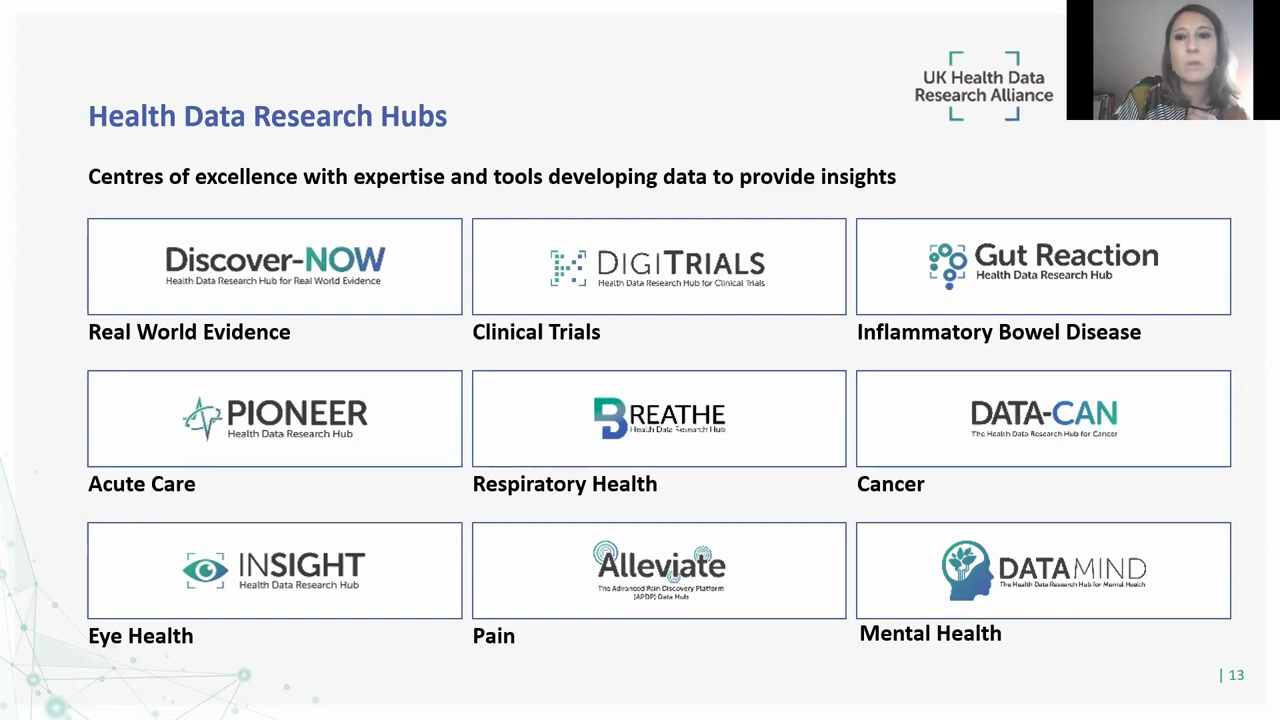 UK Health Data
Research Alliance
Health Data Research Hubs
Centres of excellence with expertise and tools developing data to provide insights
Discover-NOW
Health Data Research Hub for Real World Evidence
Real World Evidence
DIGITRIALS
Health Data Research Hub for Clinical Trials
Clinical Trials
Gut Reaction
Health Data Research Hub
Inflammatory Bowel Disease
PIONEER
Health Data Research Hub
Acute Care
BREATHE
Health Data Research Hub
Respiratory Health
DATA-CAN
The Health Data Research Hub for Cancer
Cancer
INSIGHT
Health Data Research Hub
Eye Health
Alleviate
The Advanced Pain Discovery Platform
(APDP) Data Hub
Pain
DATAMIND
The Health Data Research Hub for Mental Health
Mental Health
| 13